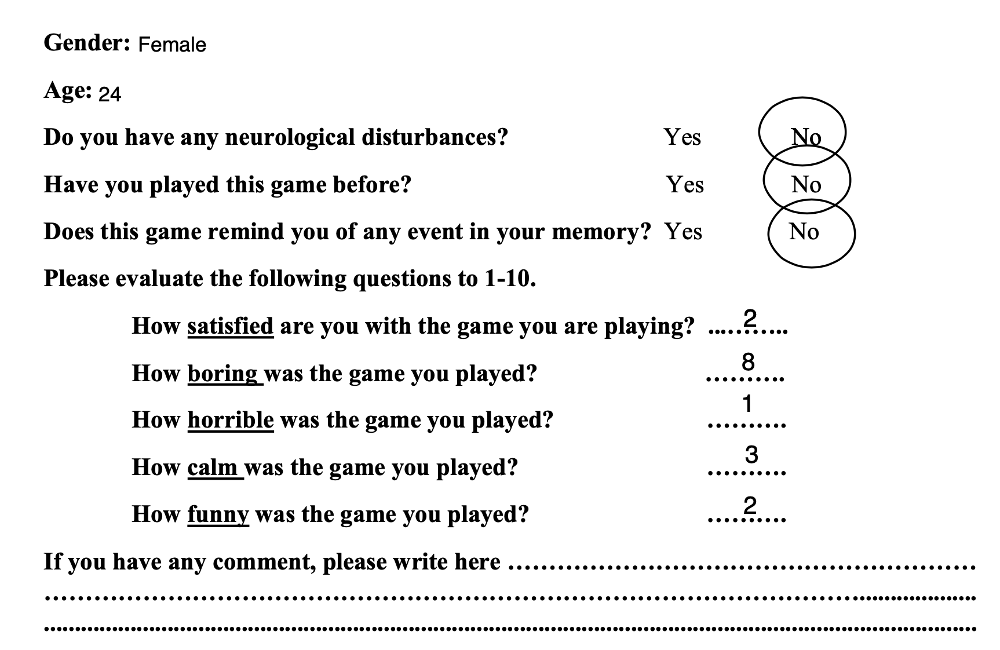 Gender: Female
Age: 24
Do you have any neurological disturbances? Yes No
Have you played this game before? Yes No
Does this game remind you of any event in your memory? Yes No
Please evaluate the following questions to 1-10.
How satisfied are you with the game you are playing? .....2.....
How boring was the game you played? 8 ..........
How horrible was the game you played? 1 ..........
How calm was the game you played? 3 ..........
How funny was the game you played? 2 ..........
If you have any comment, please write here ..........................................................
....................................................................................................................
........................................................................................................................................